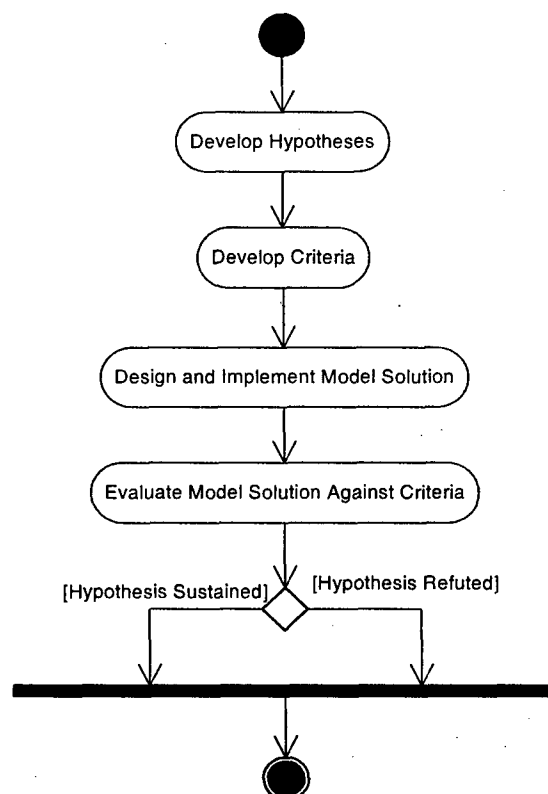 Develop Hypotheses
Develop Criteria
Design and Implement Model Solution
Evaluate Model Solution Against Criteria
[Hypothesis Sustained]
[Hypothesis Refuted]